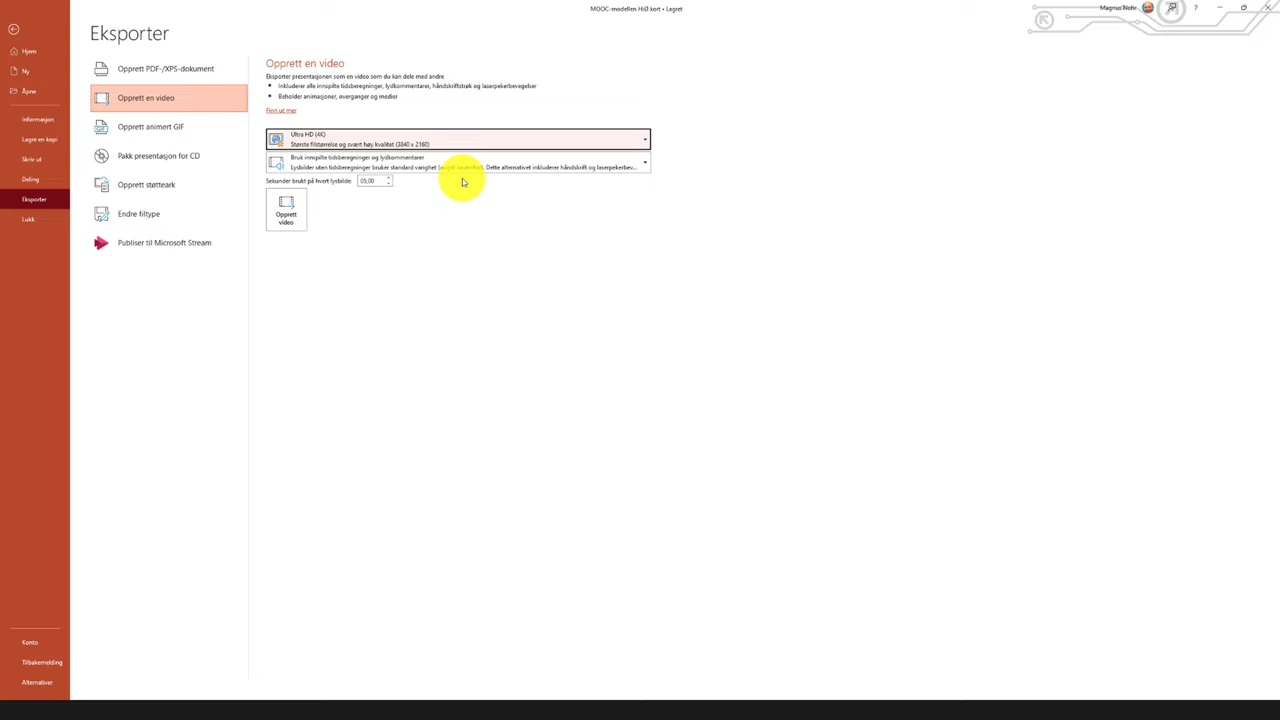 MOOC-modellen HiØ kort • Lagret
Magnus Nohr
?
Eksporter
Hjem
Ny
Åpne
Informasjon
Lagre en kopi
Skriv ut
Deling
Eksporter
Lukk
Konto
Tilbakemelding
Alternativer
Opprett PDF-/XPS-dokument
Opprett en video
Opprett animert GIF
Pakk presentasjon for CD
Opprett støtteark
Endre filtype
Publiser til Microsoft Stream
Opprett en video
Eksporter presentasjonen som en video som du kan dele med andre
Inkluderer alle innspilte tidsberegninger, lydkommentarer, håndskriftstrøk og laserpekerbevegelser
Beholder animasjoner, overganger og medier
Finn ut mer
Ultra HD (4K)
Største filstørrelse og svært høy kvalitet (3840 x 2160)
Bruk innspilte tidsberegninger og lydkommentarer
Lysbilder uten tidsberegninger bruker standard varighet (angitt nedenfor). Dette alternativet inkluderer håndskrift og laserpekerbev...
Sekunder brukt på hvert lysbilde: 05,00
Opprett
video